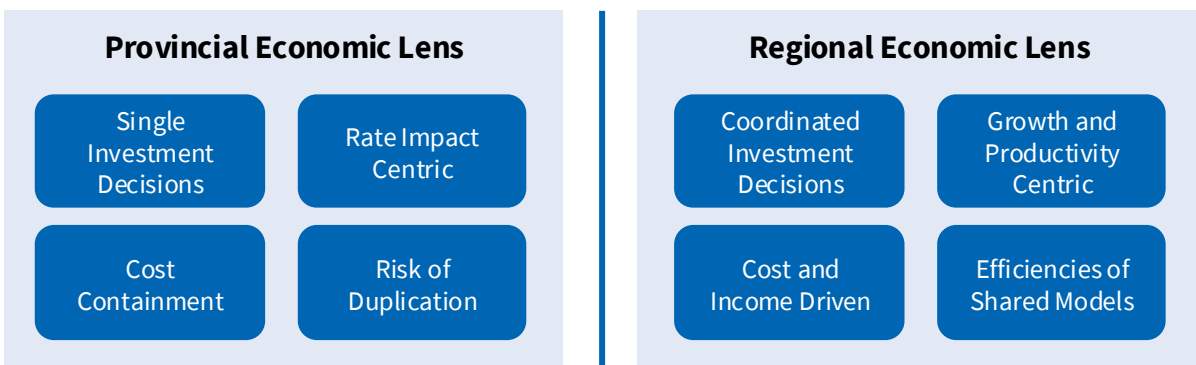 Provincial Economic Lens
Single
Investment
Decisions
Rate Impact
Centric
Cost
Containment
Risk of
Duplication
Regional Economic Lens
Coordinated
Investment
Decisions
Growth and
Productivity
Centric
Cost and
Income Driven
Efficiencies of
Shared Models